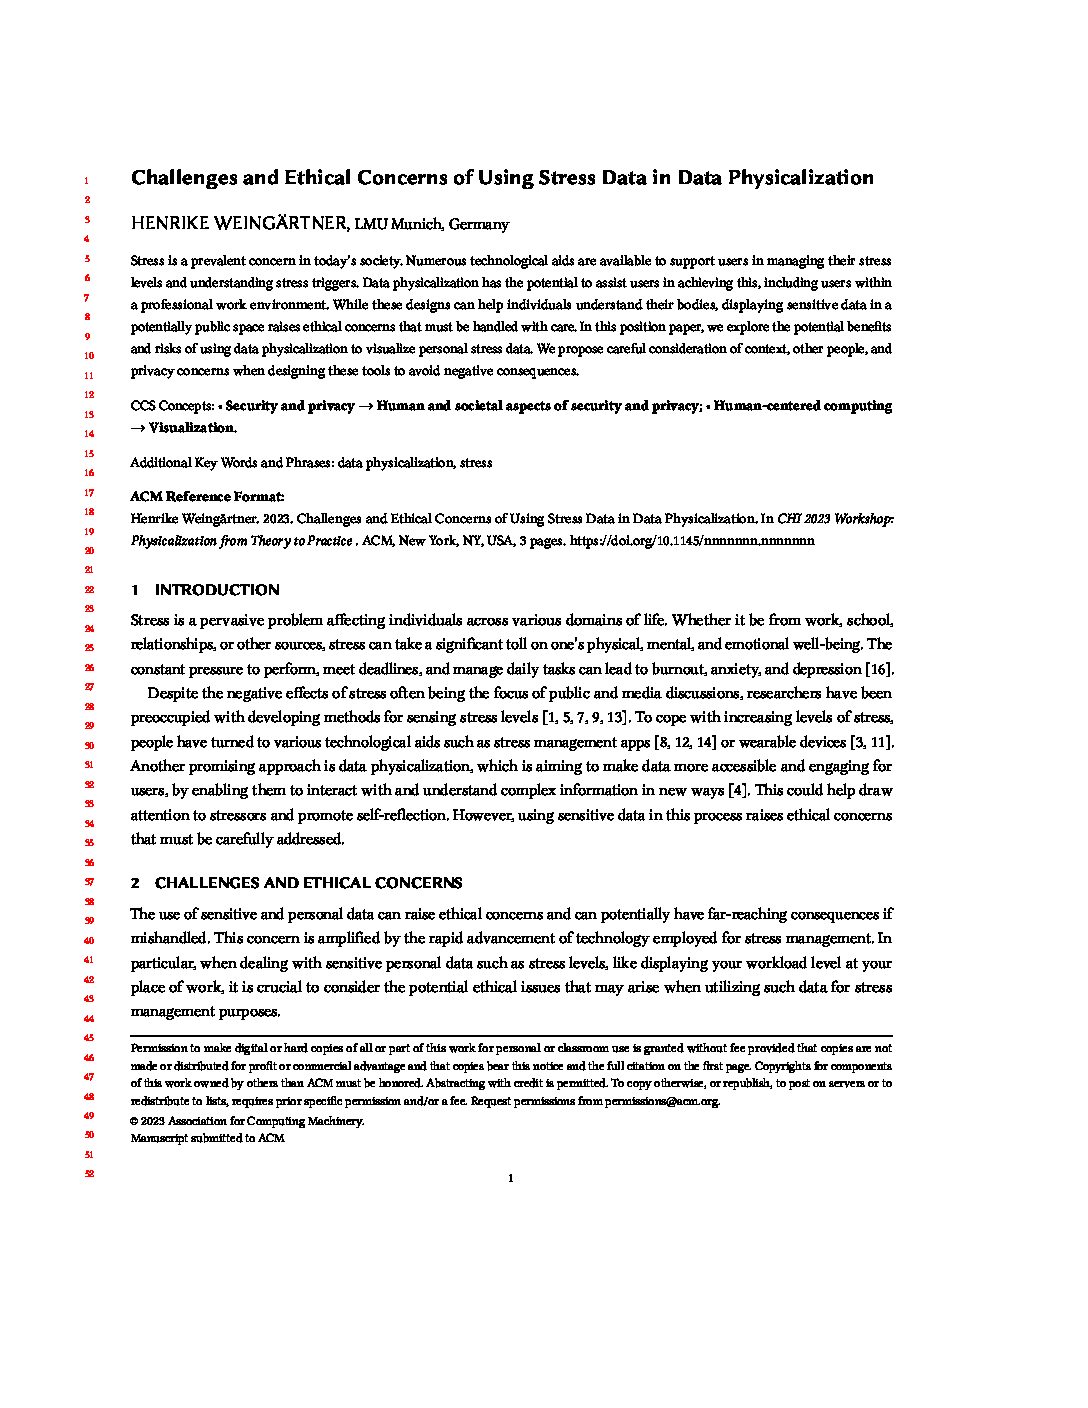 Challenges and Ethical Concerns of Using Stress Data in Data Physicalization
HENRIKE WEINGÄRTNER, LMU Munich, Germany
Stress is a prevalent concern in today's society. Numerous technological aids are available to support users in managing their stress
levels and understanding stress triggers. Data physicalization has the potential to assist users in achieving this, including users within
a professional work environment. While these designs can help individuals understand their bodies, displaying sensitive data in a
potentially public space raises ethical concerns that must be handled with care. In this position paper, we explore the potential benefits
and risks of using data physicalization to visualize personal stress data. We propose careful consideration of context, other people, and
privacy concerns when designing these tools to avoid negative consequences.
CCS Concepts: • Security and privacy → Human and societal aspects of security and privacy; • Human-centered computing
→ Visualization.
Additional Key Words and Phrases: data physicalization, stress
ACM Reference Format:
Henrike Weingärtner. 2023. Challenges and Ethical Concerns of Using Stress Data in Data Physicalization. In CHI 2023 Workshop:
Physicalization from Theory to Practice . ACM, New York, NY, USA, 3 pages. https://doi.org/10.1145/nnnnnnn.nnnnnnn
1 INTRODUCTION
Stress is a pervasive problem affecting individuals across various domains of life. Whether it be from work, school,
relationships, or other sources, stress can take a significant toll on one's physical, mental, and emotional well-being. The
constant pressure to perform, meet deadlines, and manage daily tasks can lead to burnout, anxiety, and depression [16].
Despite the negative effects of stress often being the focus of public and media discussions, researchers have been
preoccupied with developing methods for sensing stress levels [1, 5, 7, 9, 13]. To cope with increasing levels of stress,
people have turned to various technological aids such as stress management apps [8, 12, 14] or wearable devices [3, 11].
Another promising approach is data physicalization, which is aiming to make data more accessible and engaging for
users, by enabling them to interact with and understand complex information in new ways [4]. This could help draw
attention to stressors and promote self-reflection. However, using sensitive data in this process raises ethical concerns
that must be carefully addressed.
2 CHALLENGES AND ETHICAL CONCERNS
The use of sensitive and personal data can raise ethical concerns and can potentially have far-reaching consequences if
mishandled. This concern is amplified by the rapid advancement of technology employed for stress management. In
particular, when dealing with sensitive personal data such as stress levels, like displaying your workload level at your
place of work, it is crucial to consider the potential ethical issues that may arise when utilizing such data for stress
management purposes.
Permission to make digital or hard copies of all or part of this work for personal or classroom use is granted without fee provided that copies are not
made or distributed for profit or commercial advantage and that copies bear this notice and the full citation on the first page. Copyrights for components
of this work owned by others than ACM must be honored. Abstracting with credit is permitted. To copy otherwise, or republish, to post on servers or to
redistribute to lists, requires prior specific permission and/or a fee. Request permissions from permissions@acm.org.
© 2023 Association for Computing Machinery.
Manuscript submitted to ACM
1
1
2
3
4
5
6
7
8
9
10
11
12
13
14
15
16
17
18
19
20
21
22
23
24
25
26
27
28
29
30
31
32
33
34
35
36
37
38
39
40
41
42
43
44
45
46
47
48
49
50
51
52